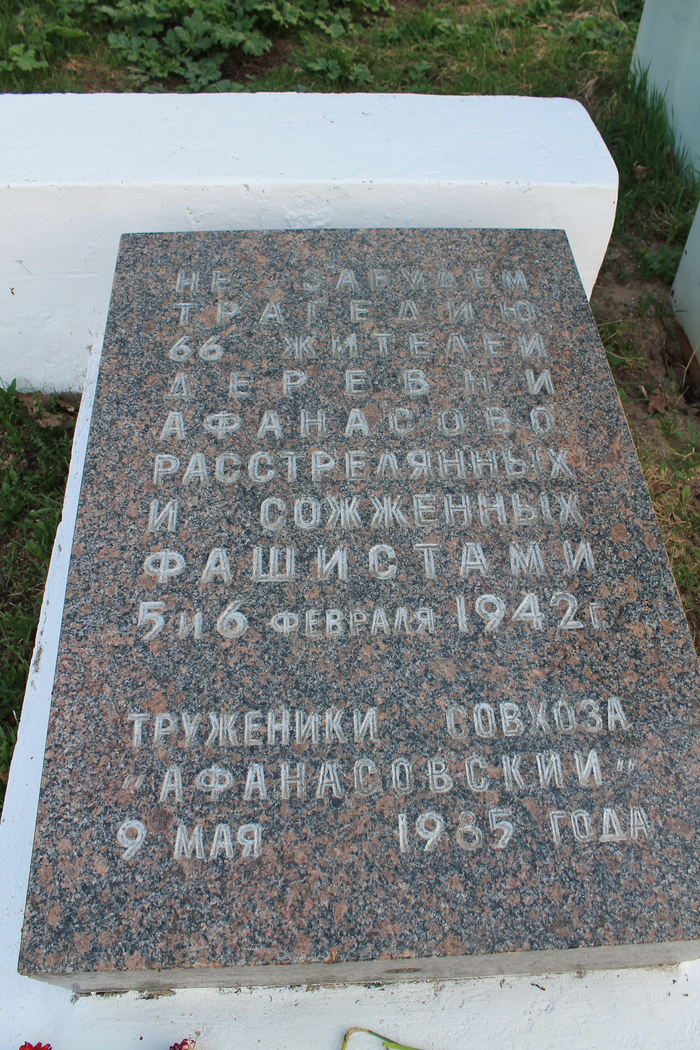 НЕ ЗАБУДЕМ
ТРАГЕДИЮ
66 ЖИТЕЛЕЙ
ДЕРЕВНИ
АФАНАСОВО
РАССТРЕЛЯННЫХ
И СОЖЖЕННЫХ
ФАШИСТАМИ
5 И 6 ФЕВРАЛЯ 1942 г.
ТРУЖЕНИКИ СОВХОЗА
"АФАНАСОВСКИЙ"
9 МАЯ 1985 ГОДА